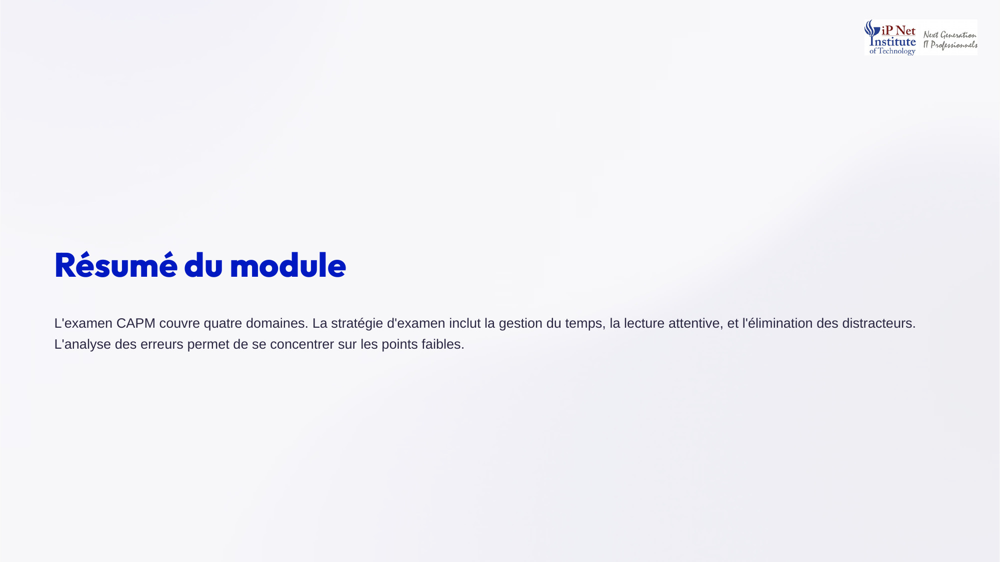 iP Net
Institute
of Technology
Next Generation
IT Professionnels
Résumé du module
L'examen CAPM couvre quatre domaines. La stratégie d'examen inclut la gestion du temps, la lecture attentive, et l'élimination des distracteurs.
L'analyse des erreurs permet de se concentrer sur les points faibles.